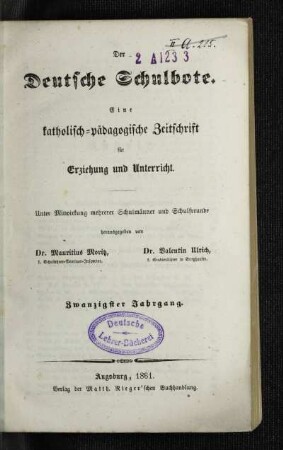 II a. 215.
Der
2 A1233
Deutsche Schulbote.
Eine
katholisch=pädagogische Zeitschrift
für
Erziehung und Unterricht.
Unter Mitwirkung mehrerer Schulmänner und Schulfreunde
herausgegeben von
Dr. Mauritius Moritz,
Dr. Valentin Ulrich,
Zwanzigster Jahrgang.
Deutsche
Lehrer-Bücherei
Augsburg, 1861.
Verlag der Matth. Rieger'schen Buchhandlung.